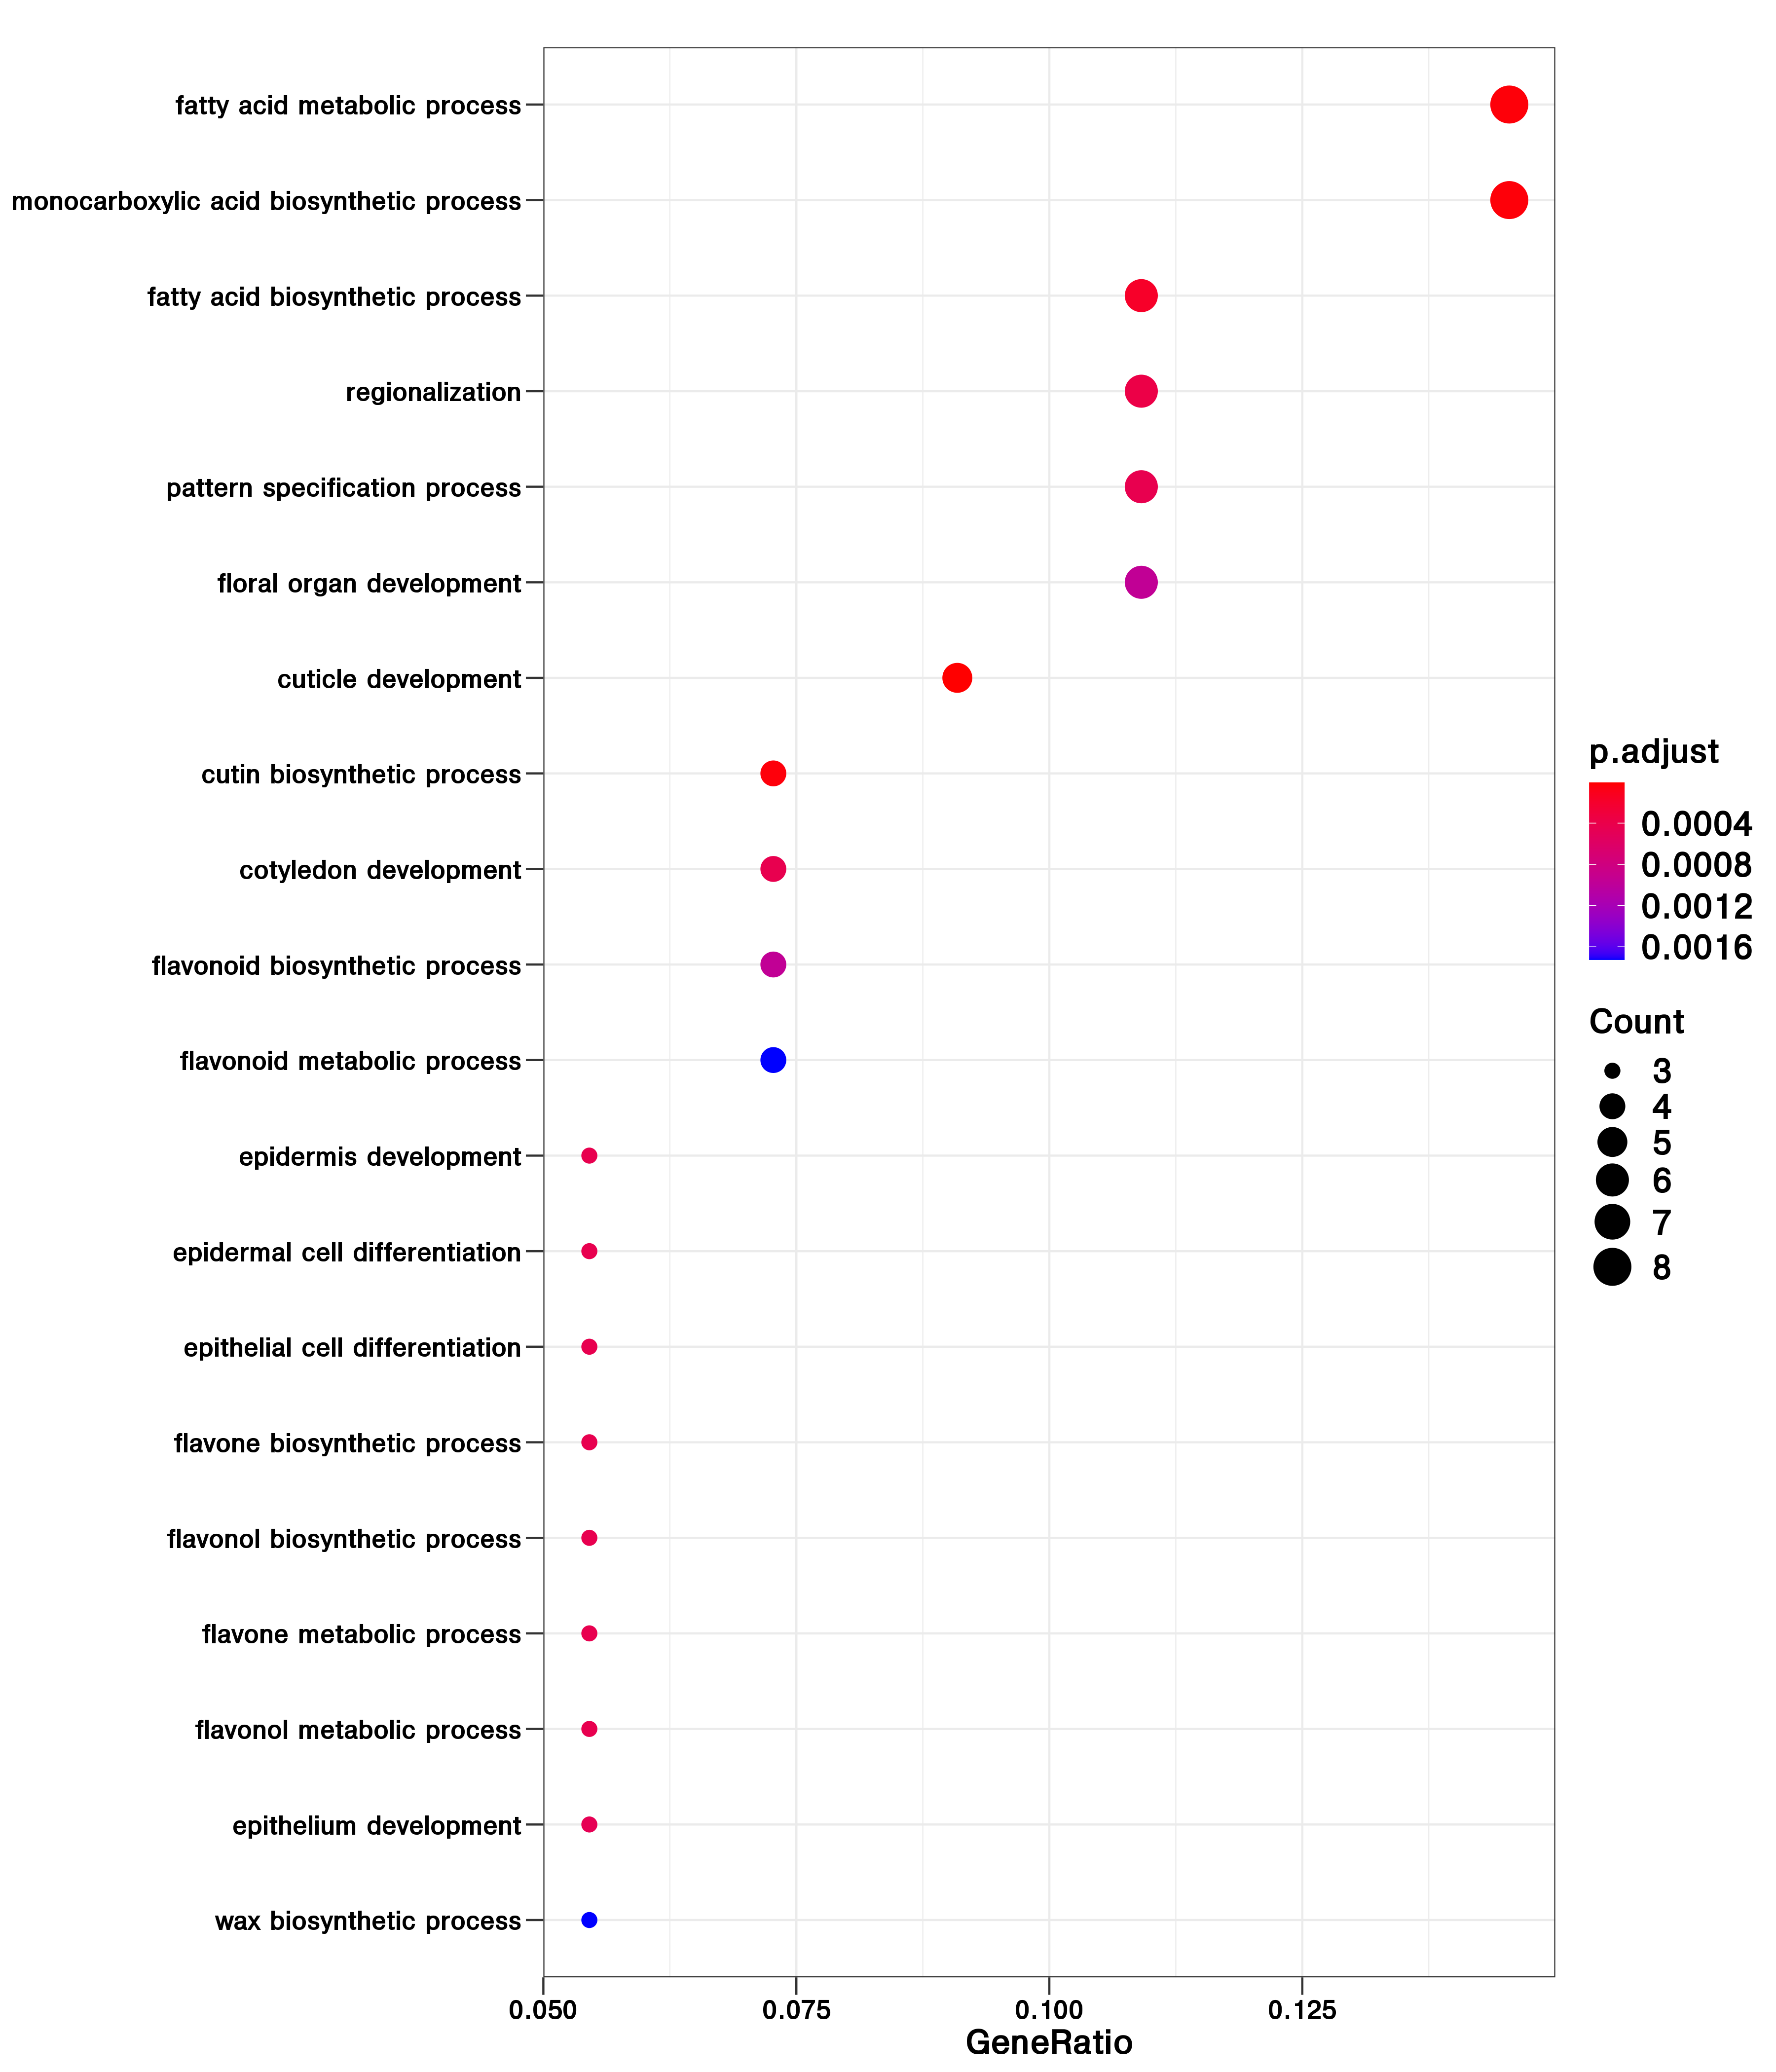 fatty acid metabolic process
monocarboxylic acid biosynthetic process
fatty acid biosynthetic process
regionalization
pattern specification process
floral organ development
cuticle development
cutin biosynthetic process
cotyledon development
flavonoid biosynthetic process
flavonoid metabolic process
epidermis development
epidermal cell differentiation
epithelial cell differentiation
flavone biosynthetic process
flavonol biosynthetic process
flavone metabolic process
flavonol metabolic process
epithelium development
wax biosynthetic process
0.050 0.075 0.100 0.125
GeneRatio
p.adjust
0.0004
0.0008
0.0012
0.0016
Count
3
4
5
6
7
8